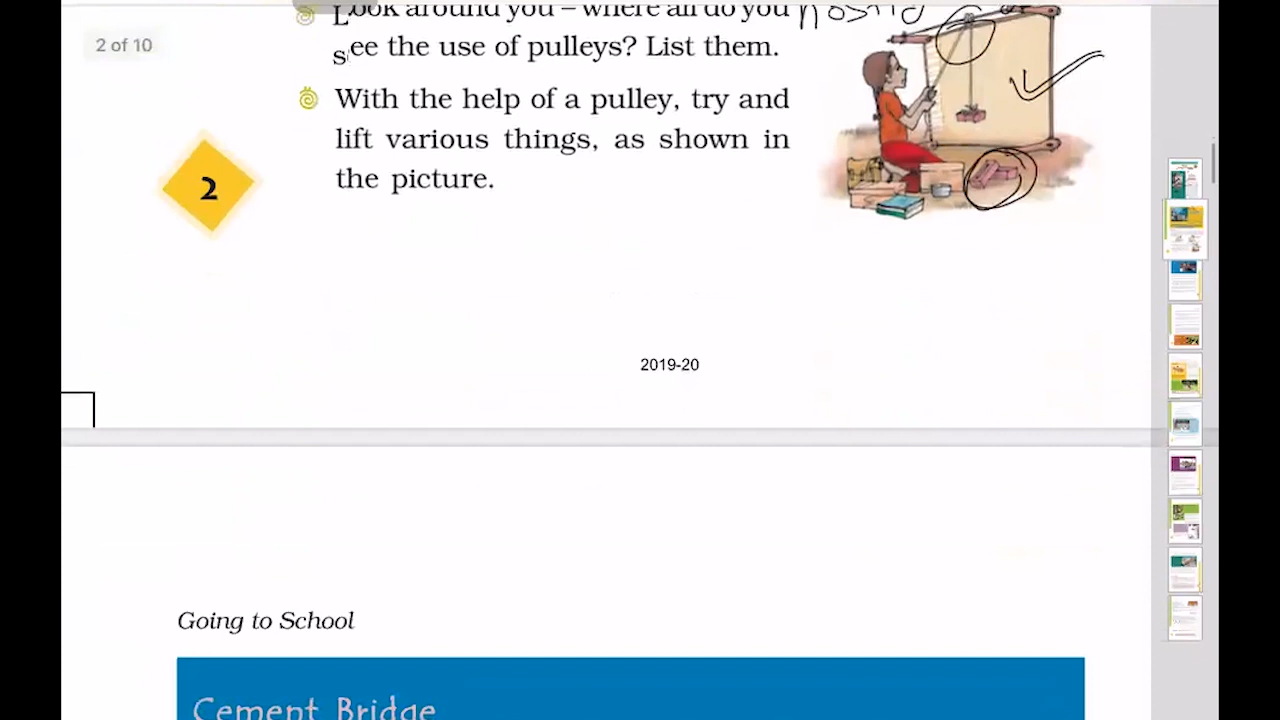 2 of 10
Look around you – where all do you
see the use of pulleys? List them.
With the help of a pulley, try and
lift various things, as shown in
the picture.
2
2019-20
Going to School
Cement Bridge